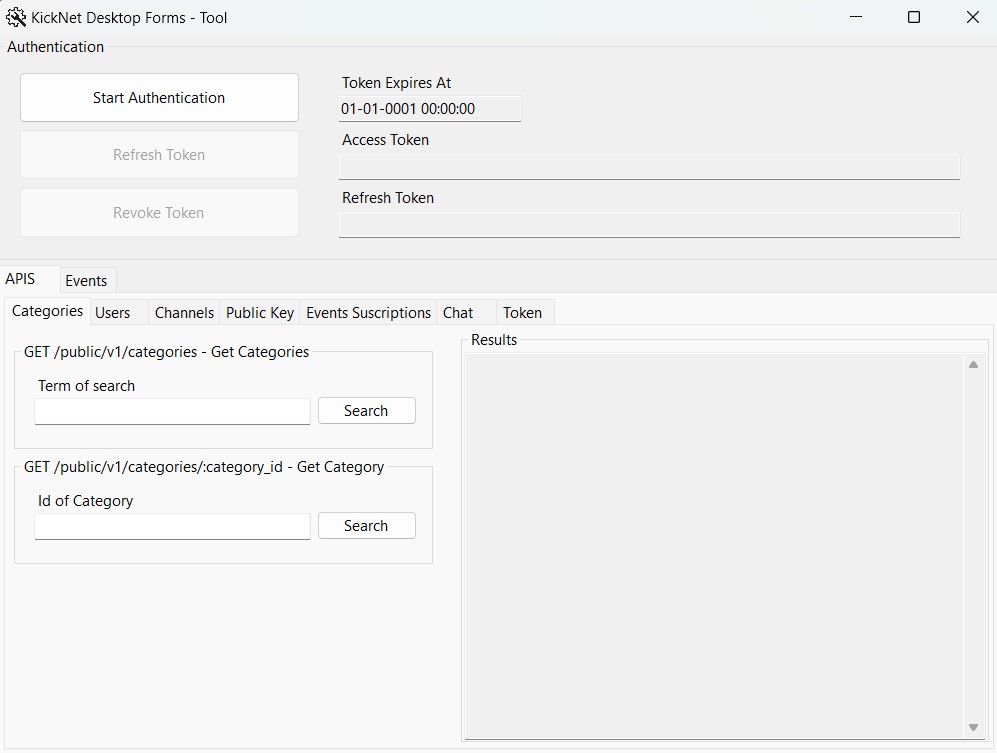 KickNet Desktop Forms - Tool
Authentication
Start Authentication
Refresh Token
Revoke Token
Token Expires At
01-01-0001 00:00:00
Access Token
Refresh Token
APIS Events
Categories Users Channels Public Key Events Suscriptions Chat Token
GET /public/v1/categories - Get Categories
Term of search
Search
GET /public/v1/categories/:category_id - Get Category
Id of Category
Search
Results